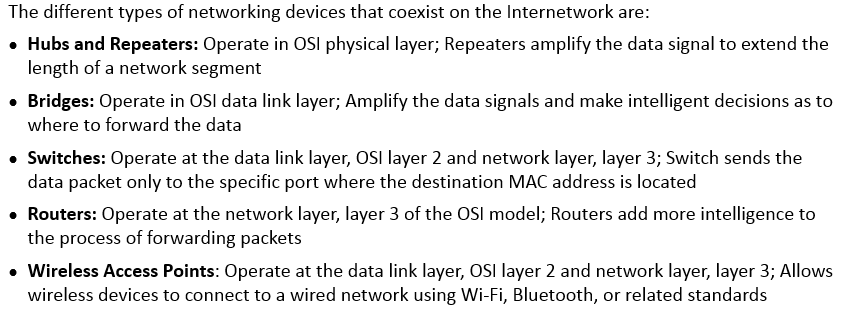 The different types of networking devices that coexist on the Internetwork are:
• Hubs and Repeaters: Operate in OSI physical layer; Repeaters amplify the data signal to extend the
length of a network segment
• Bridges: Operate in OSI data link layer; Amplify the data signals and make intelligent decisions as to
where to forward the data
• Switches: Operate at the data link layer, OSI layer 2 and network layer, layer 3; Switch sends the
data packet only to the specific port where the destination MAC address is located
• Routers: Operate at the network layer, layer 3 of the OSI model; Routers add more intelligence to
the process of forwarding packets
• Wireless Access Points: Operate at the data link layer, OSI layer 2 and network layer, layer 3; Allows
wireless devices to connect to a wired network using Wi-Fi, Bluetooth, or related standards